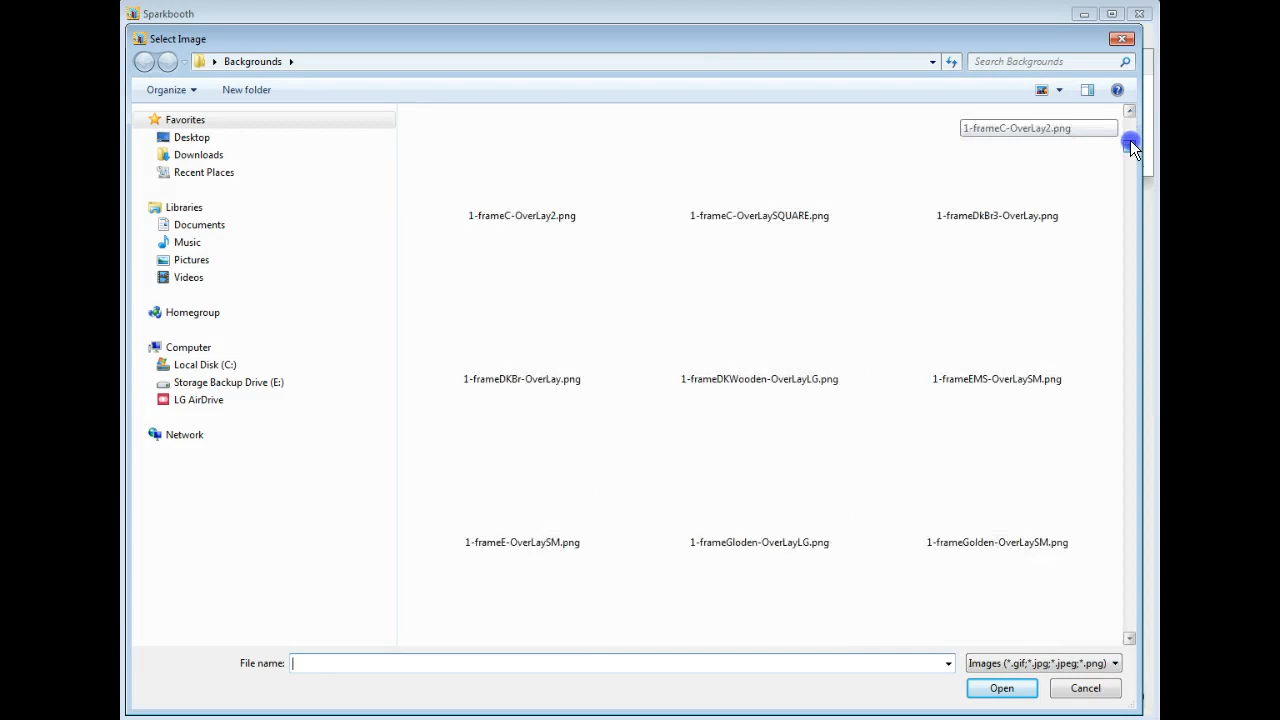 Sparkbooth
Select Image
Backgrounds
Search Backgrounds
Organize
New folder
Favorites
Desktop
Downloads
Recent Places
Libraries
Documents
Music
Pictures
Videos
Homegroup
Computer
Local Disk (C:)
Storage Backup Drive (E:)
LG AirDrive
Network
1-frameC-OverLay2.png
1-frameC-OverLay2.png
1-frameC-OverLaySQUARE.png
1-frameDkBr3-OverLay.png
1-frameDKBr-OverLay.png
1-frameDKWooden-OverLayLG.png
1-frameEMS-OverLaySM.png
1-frameE-OverLaySM.png
1-frameGloden-OverLayLG.png
1-frameGolden-OverLaySM.png
File name:
Images (*.gif;*.jpg;*.jpeg;*.png)
Open
Cancel